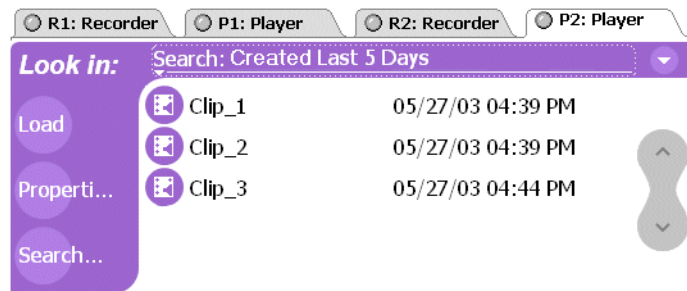 R1: Recorder P1: Player R2: Recorder P2: Player
Look in: Search: Created Last 5 Days
Clip_1 05/27/03 04:39 PM
Load
Clip_2 05/27/03 04:39 PM
Properti...
Clip_3 05/27/03 04:44 PM
Search...